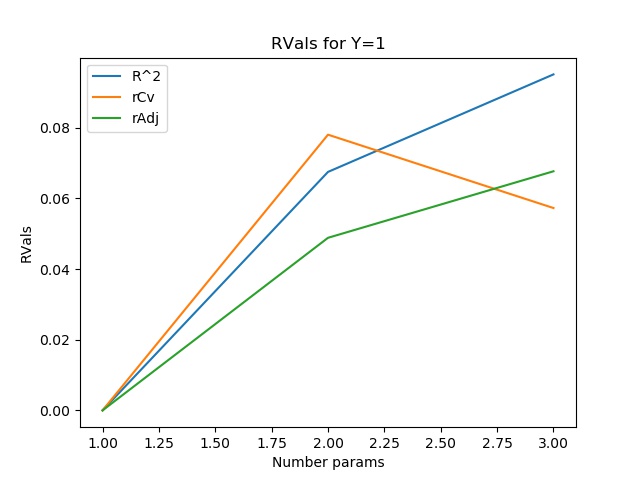 RVals for Y=1
R^2
rCv
rAdj
RVals
0.08
0.06
0.04
0.02
0.00
1.00 1.25 1.50 1.75 2.00 2.25 2.50 2.75 3.00
Number params